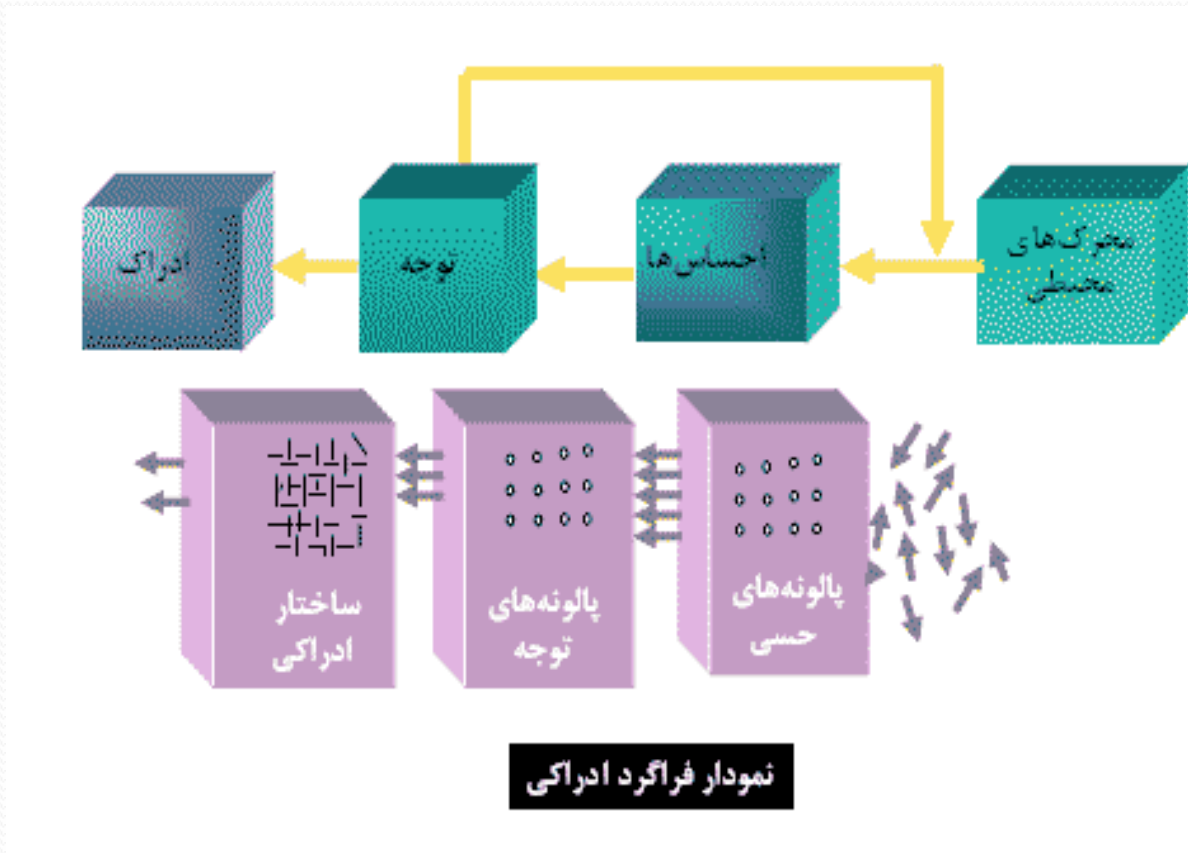 محرک‌های
محیطی
احساس‌ها
توجه
ادراک
پالونه‌های
حسی
پالونه‌های
توجه
ساختار
ادراکی
نمودار فراگرد ادراکی